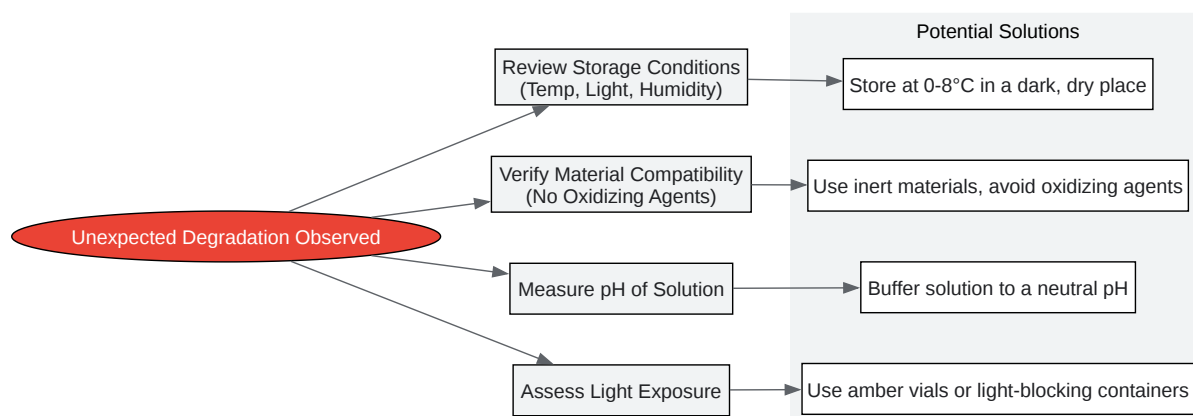 Potential Solutions
Review Storage Conditions
(Temp, Light, Humidity)
Store at 0-8°C in a dark, dry place
Verify Material Compatibility
(No Oxidizing Agents)
Use inert materials, avoid oxidizing agents
Unexpected Degradation Observed
Measure pH of Solution
Buffer solution to a neutral pH
Assess Light Exposure
Use amber vials or light-blocking containers